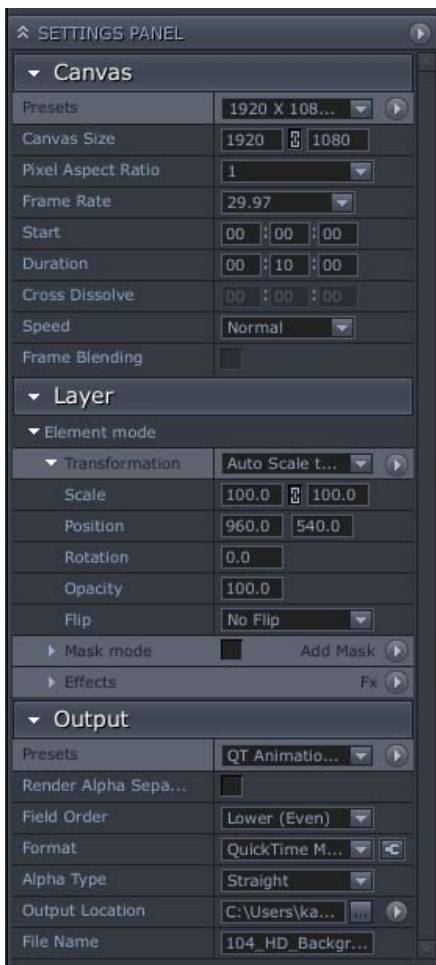 SETTINGS PANEL
Canvas
Presets 1920 X 108...
Canvas Size 1920 1080
Pixel Aspect Ratio 1
Frame Rate 29.97
Start 00 : 00 : 00
Duration 00 : 10 : 00
Cross Dissolve 00 : 00 : 00
Speed Normal
Frame Blending
Layer
Element mode
Transformation Auto Scale t...
Scale 100.0 100.0
Position 960.0 540.0
Rotation 0.0
Opacity 100.0
Flip No Flip
Mask mode Add Mask
Effects Fx
Output
Presets QT Animatio...
Render Alpha Sepa...
Field Order Lower (Even)
Format QuickTime M...
Alpha Type Straight
Output Location C:\Users\ka... ...
File Name 104_HD_Backgr...